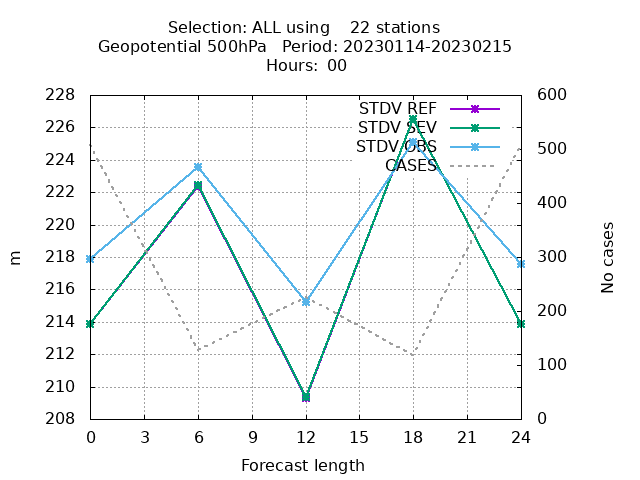 Selection: ALL using 22 stations
Geopotential 500hPa Period: 20230114-20230215
Hours: 00
228 600
STDV REF
226
STDV SEV
STDV OBS
500
224
CASES
222
400
220
218 300
m
No cases
216
200
214
212
100
210
208 0
0 3 6 9 12 15 18 21 24
Forecast length